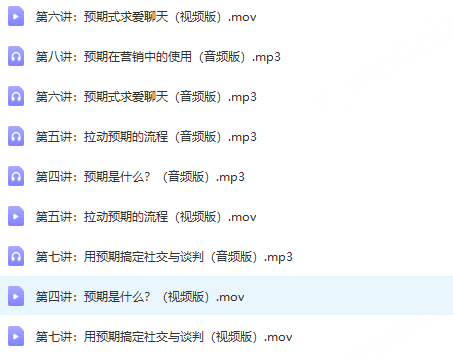 第六讲：预期式求爱聊天（视频版）.mov
第八讲：预期在营销中的使用（音频版）.mp3
第六讲：预期式求爱聊天（音频版）.mp3
第五讲：拉动预期的流程（音频版）.mp3
第四讲：预期是什么？（音频版）.mp3
第五讲：拉动预期的流程（视频版）.mov
第七讲：用预期搞定社交与谈判（音频版）.mp3
第四讲：预期是什么？（视频版）.mov
第七讲：用预期搞定社交与谈判（视频版）.mov